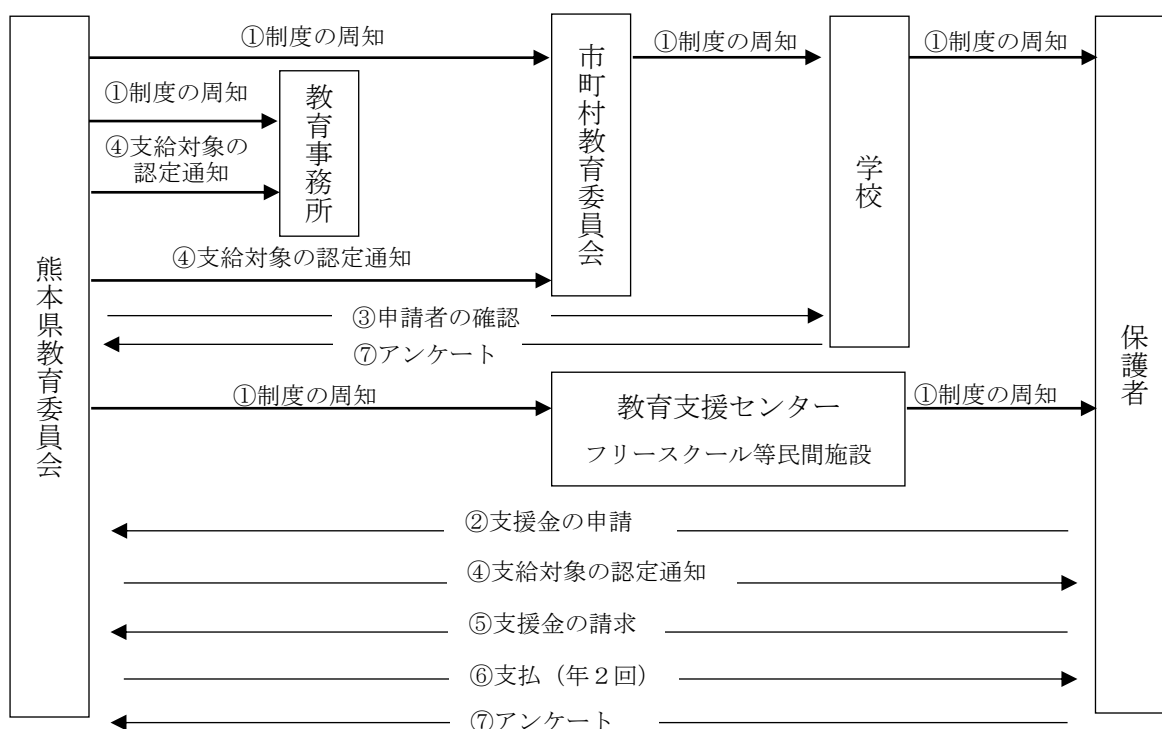 ①制度の周知
①制度の周知
①制度の周知
①制度の周知
④支給対象の
認定通知
教育事務所
市町村教育委員会
学校
④支給対象の認定通知
③申請者の確認
⑦アンケート
熊本県教育委員会
保護者
①制度の周知
教育支援センター
フリースクール等民間施設
①制度の周知
②支援金の申請
④支給対象の認定通知
⑤支援金の請求
⑥支払（年２回）
⑦アンケート